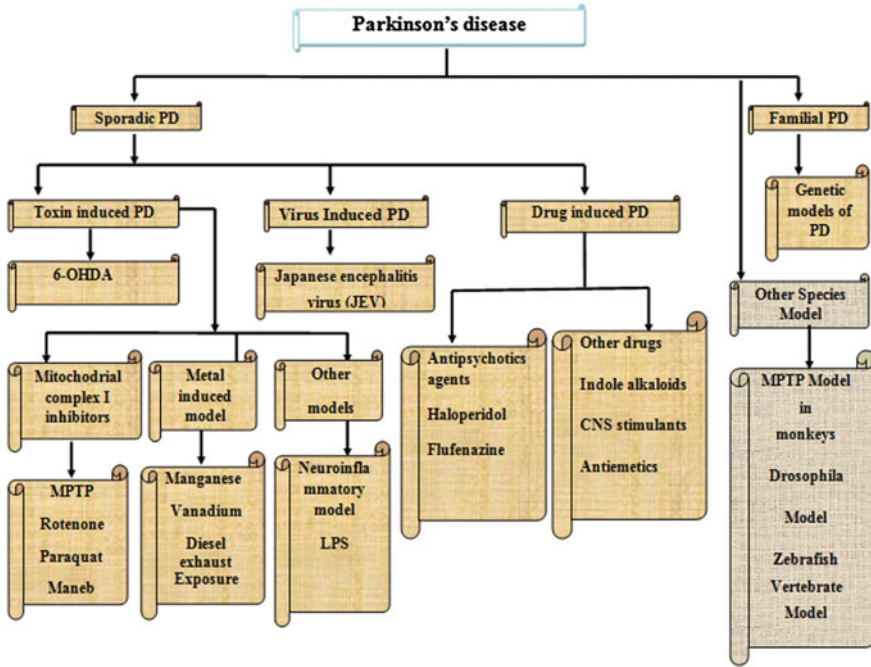 Parkinson's disease
Sporadic PD
Familial PD
Toxin induced PD
Virus Induced PD
Drug induced PD
Genetic
models of
PD
6-OHDA
Japanese encephalitis
virus (JEV)
Other Species
Model
Mitochodrial
complex I
inhibitors
Metal
induced
model
Other
models
Antipsychotics
agents
Haloperidol
Flufenazine
Other drugs
Indole alkaloids
CNS stimulants
Antiemetics
MPTP Model
in
monkeys
Drosophila
Model
Zebrafish
Vertebrate
Model
MPTP
Rotenone
Paraquat
Maneb
Manganese
Vanadium
Diesel
exhaust
Exposure
Neuroinfla
mmatory
model
LPS